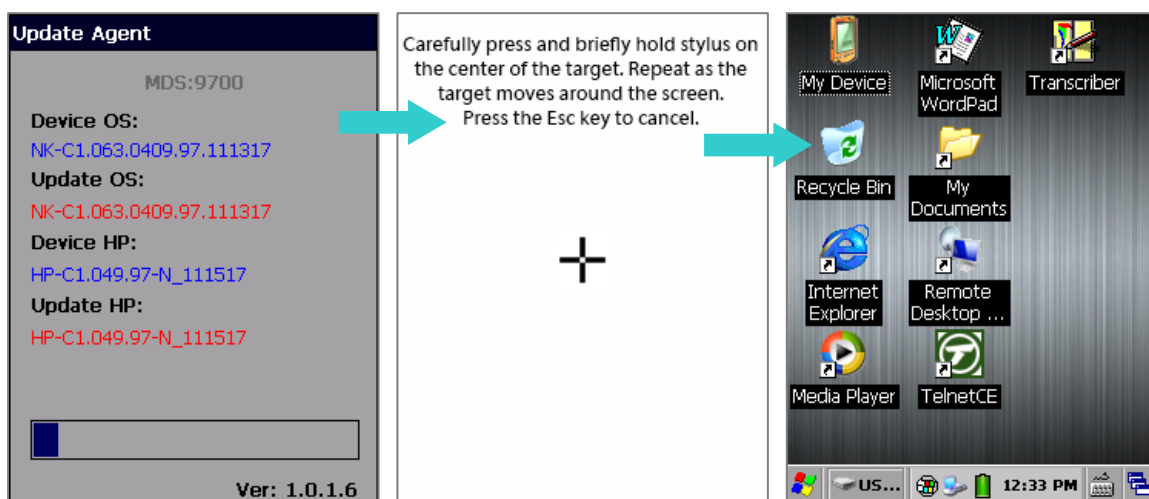 Update Agent
MDS:9700
Device OS:
NK-C1.063.0409.97.111317
Update OS:
NK-C1.063.0409.97.111317
Device HP:
HP-C1.049.97-N_111517
Update HP:
HP-C1.049.97-N_111517
Ver: 1.0.1.6
Carefully press and briefly hold stylus on
the center of the target. Repeat as the
target moves around the screen.
Press the Esc key to cancel.
My Device
Microsoft
WordPad
Transcriber
Recycle Bin
My
Documents
Internet
Explorer
Remote
Desktop ...
Media Player
TelnetCE
US...
12:33 PM